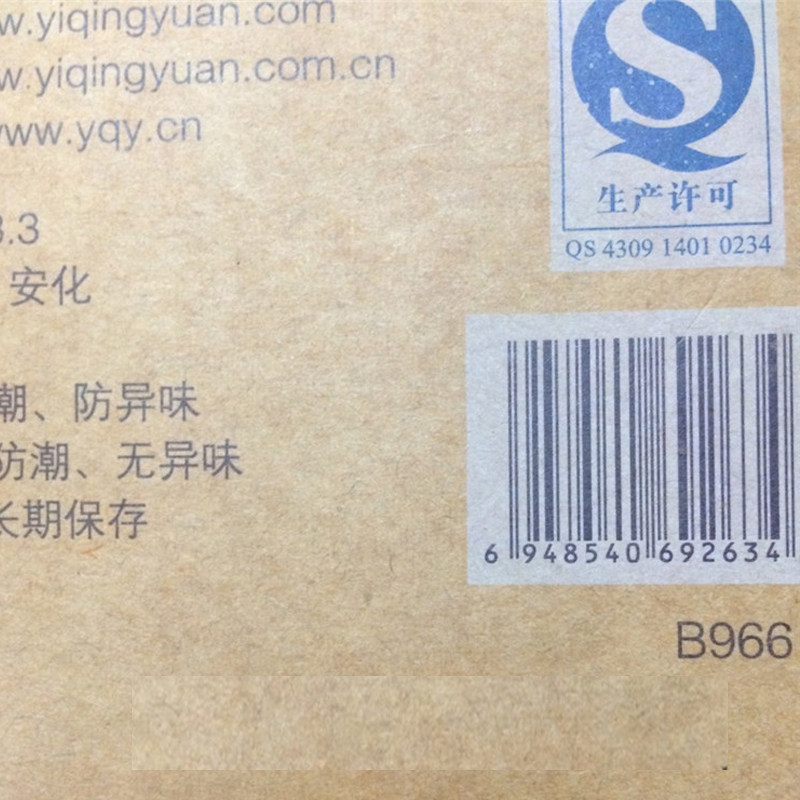 w.yiqingyuan.com
w.yiqingyuan.com.cn
www.yqy.cn
3.3
安化
潮、防异味
防潮、无异味
长期保存
S
生产许可
QS 4309 1401 0234
6 948540 692634
B966